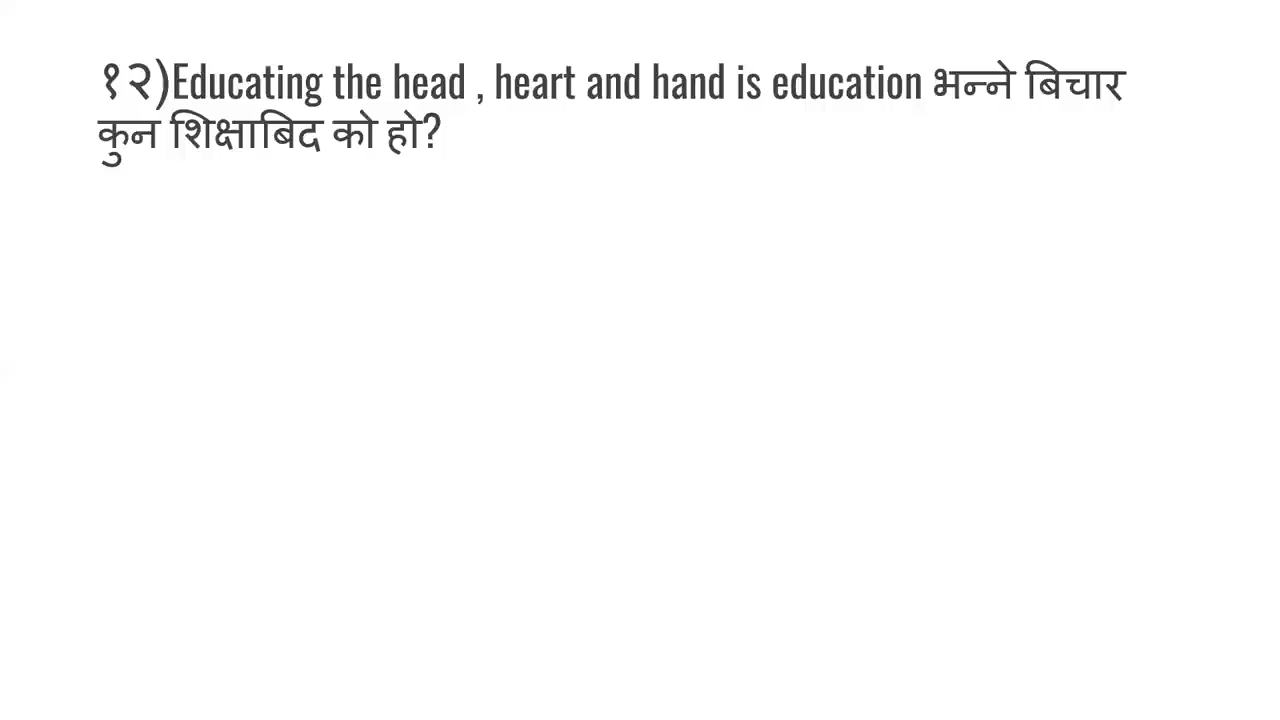 १२)Educating the head , heart and hand is education भन्ने बिचार
कुन शिक्षाबिद को हो?